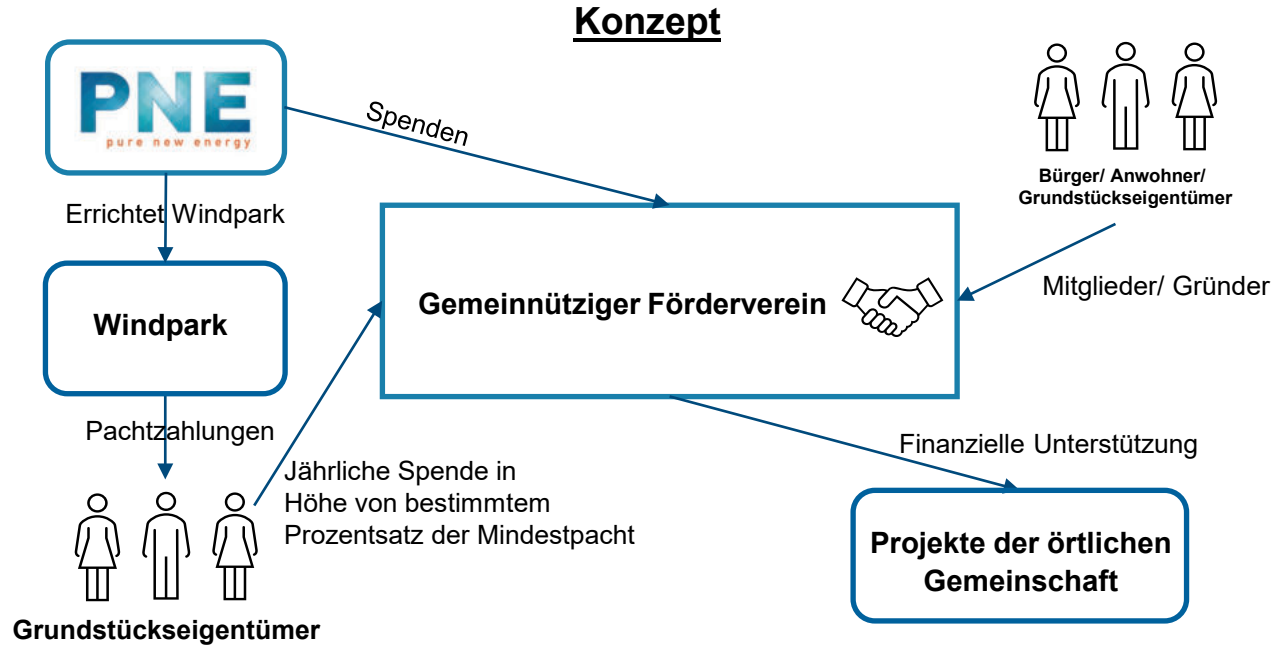 Konzept
PNE
pure new energy
Spenden
Bürger/ Anwohner/
Grundstückseigentümer
Errichtet Windpark
Mitglieder/ Gründer
Windpark
Gemeinnütziger Förderverein
Pachtzahlungen
Jährliche Spende in
Höhe von bestimmtem
Prozentsatz der Mindestpacht
Finanzielle Unterstützung
Projekte der örtlichen
Gemeinschaft
Grundstückseigentümer